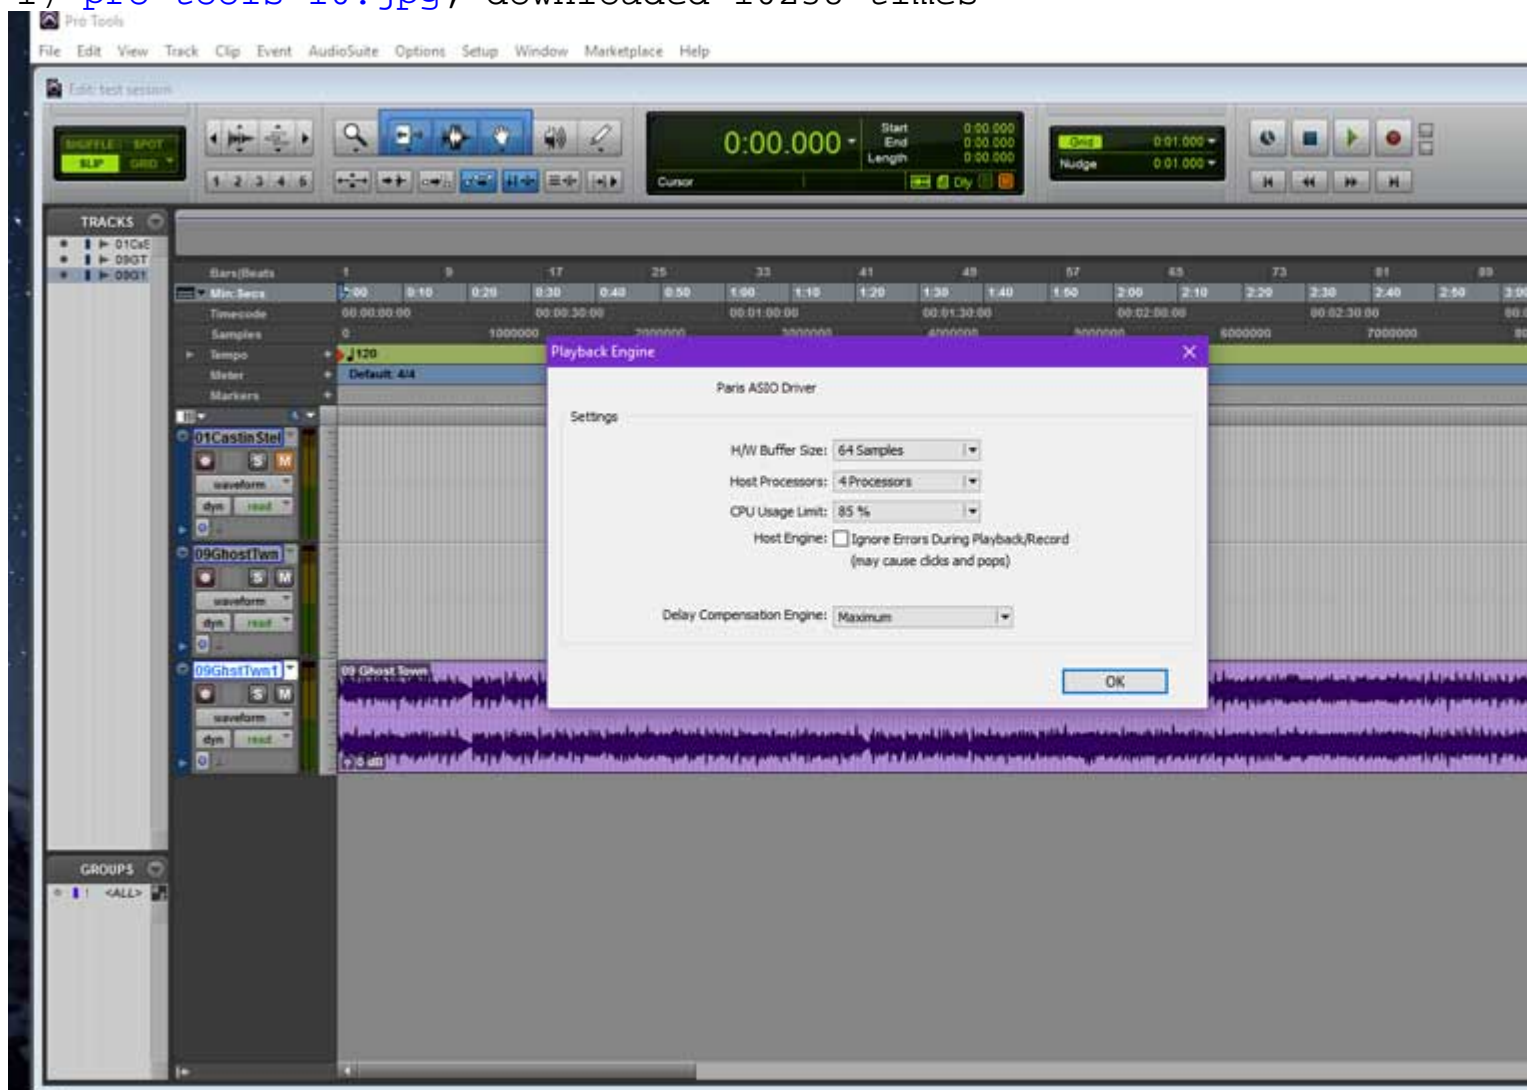 Pro Tools
File Edit View Track Clip Event AudioSuite Options Setup Window Marketplace Help
Edit: test session
SHUFFLE SPOT
SLIP GRID
1 2 3 4 5
0:00.000
Start 0:00.000
End 0:00.000
Length 0:00.000
Cursor
Dly
Grid 0:01.000
Nudge 0:01.000
TRACKS
01CsS
09GT
09GT
Bars|Beats 1 9 17 25 33 41 49 57 65 73 81 89
Min:Secs 0:00 0:10 0:20 0:30 0:40 0:50 1:00 1:10 1:20 1:30 1:40 1:50 2:00 2:10 2:20 2:30 2:40 2:50 3:00
Timecode 00:00:00:00 00:00:30:00 00:01:00:00 00:01:30:00 00:02:00:00 00:02:30:00
Samples 0 1000000 2000000 3000000 4000000 5000000 6000000 7000000
Tempo 120
Meter Default: 4/4
Markers
Playback Engine
Paris ASIO Driver
Settings
H/W Buffer Size: 64 Samples
Host Processors: 4 Processors
CPU Usage Limit: 85 %
Host Engine: Ignore Errors During Playback/Record
(may cause clicks and pops)
Delay Compensation Engine: Maximum
OK
01CastinStel
S M
waveform
dyn read
09GhostTwn
S M
waveform
dyn read
09GhstTwn1
S M
waveform
dyn read
09 Ghost Town
0 dB
GROUPS
! <ALL>